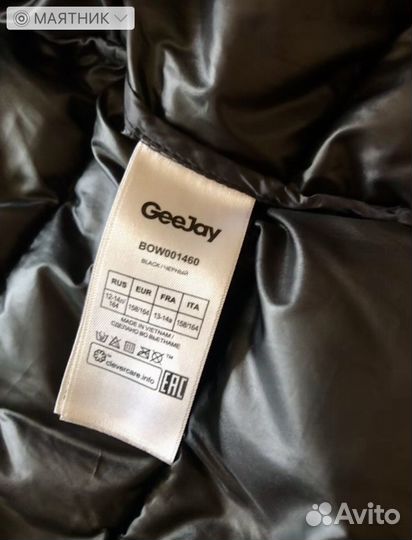 МАЯТНИК
GeeJay
BOW001460
BLACK / ЧЕРНЫЙ
RUS EUR FRA ITA
12-14л/164 158/164 13-14a 158/164
MADE IN VIETNAM /
СДЕЛАНО ВО ВЬЕТНАМЕ
TM
clevercare.info
EAC
Avito